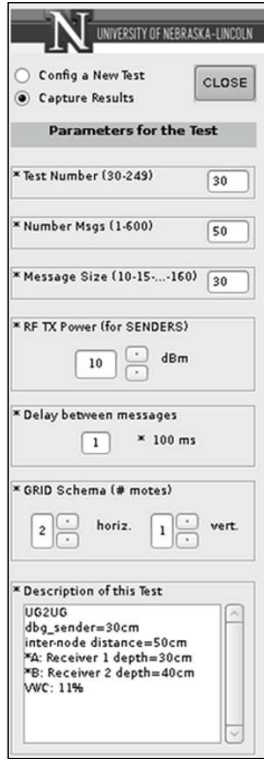 N UNIVERSITY OF NEBRASKA-LINCOLN
Config a New Test
Capture Results
CLOSE
Parameters for the Test
* Test Number (30-249) 30
* Number Msgs (1-600) 50
* Message Size (10-15-...-160) 30
* RF TX Power (for SENDERS)
10 dBm
* Delay between messages
1 * 100 ms
* GRID Schema (# motes)
2 horiz. 1 vert.
* Description of this Test
UG2UG
dbg_sender=30cm
inter-node distance=50cm
*A: Receiver 1 depth=30cm
*B: Receiver 2 depth=40cm
VWC: 11%